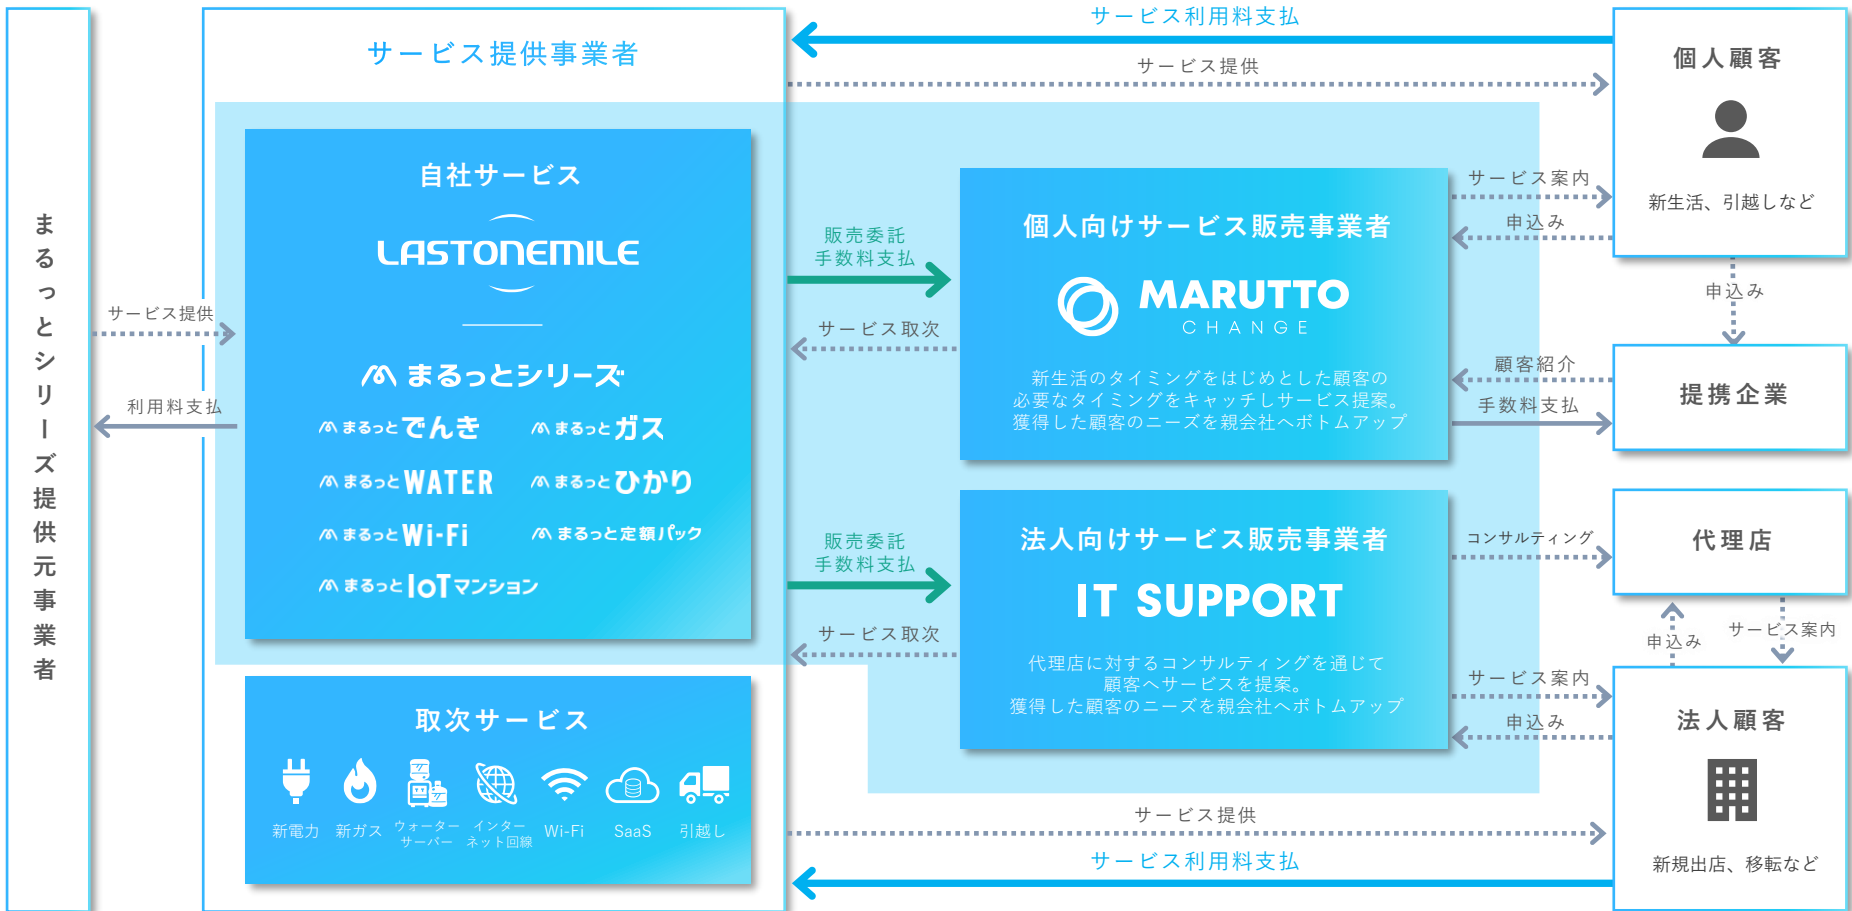 まるっとシリーズ提供元事業者
サービス提供
利用料支払
サービス提供事業者
自社サービス
LASTONEMILE
まるっとシリーズ
まるっとでんき
まるっとガス
まるっとWATER
まるっとひかり
まるっとWi-Fi
まるっと定額パック
まるっとIoTマンション
取次サービス
新電力
新ガス
ウォーター
サーバー
インター
ネット回線
Wi-Fi
SaaS
引越し
サービス利用料支払
サービス提供
販売委託
手数料支払
サービス取次
個人向けサービス販売事業者
MARUTTO
CHANGE
新生活のタイミングをはじめとした顧客の
必要なタイミングをキャッチしサービス提案。
獲得した顧客のニーズを親会社へボトムアップ
サービス案内
申込み
個人顧客
新生活、引越しなど
申込み
顧客紹介
手数料支払
提携企業
販売委託
手数料支払
サービス取次
法人向けサービス販売事業者
IT SUPPORT
代理店に対するコンサルティングを通じて
顧客へサービスを提案。
獲得した顧客のニーズを親会社へボトムアップ
コンサルティング
代理店
申込み
サービス案内
サービス案内
申込み
法人顧客
新規出店、移転など
サービス提供
サービス利用料支払